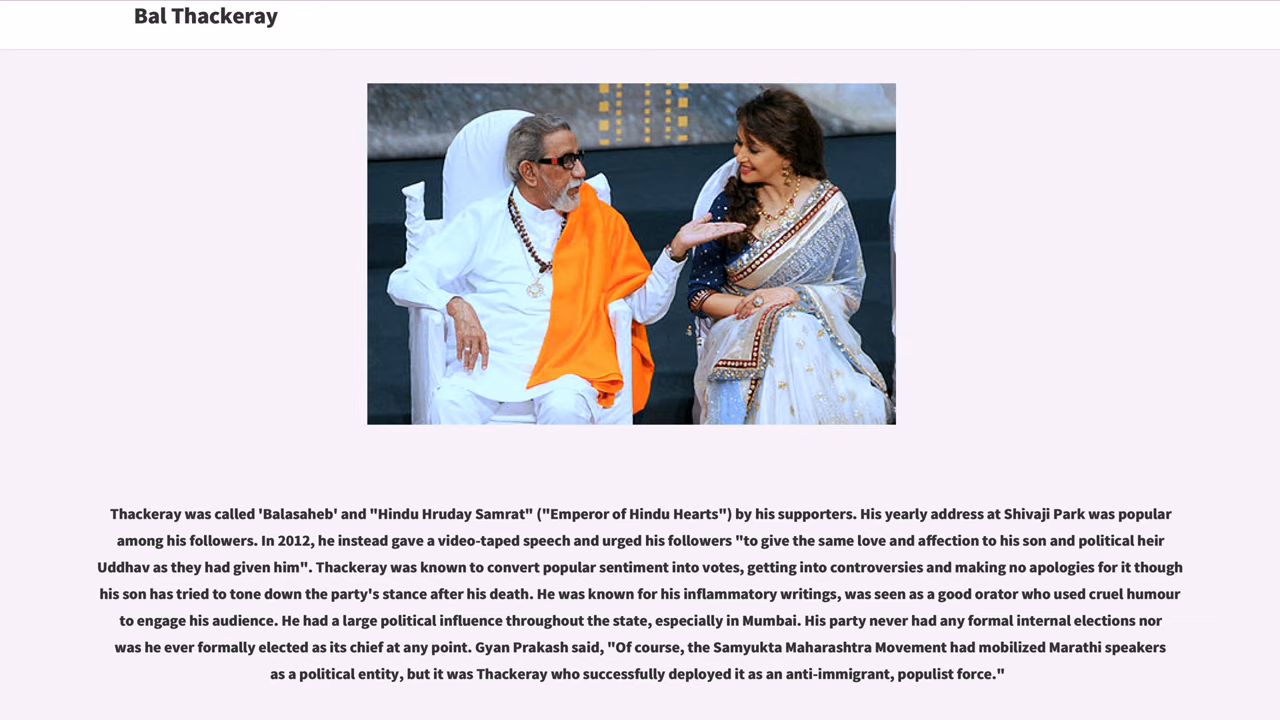 Bal Thackeray
Thackeray was called 'Balasaheb' and "Hindu Hruday Samrat" ("Emperor of Hindu Hearts") by his supporters. His yearly address at Shivaji Park was popular
among his followers. In 2012, he instead gave a video-taped speech and urged his followers "to give the same love and affection to his son and political heir
Uddhav as they had given him". Thackeray was known to convert popular sentiment into votes, getting into controversies and making no apologies for it though
his son has tried to tone down the party's stance after his death. He was known for his inflammatory writings, was seen as a good orator who used cruel humour
to engage his audience. He had a large political influence throughout the state, especially in Mumbai. His party never had any formal internal elections nor
was he ever formally elected as its chief at any point. Gyan Prakash said, "Of course, the Samyukta Maharashtra Movement had mobilized Marathi speakers
as a political entity, but it was Thackeray who successfully deployed it as an anti-immigrant, populist force."